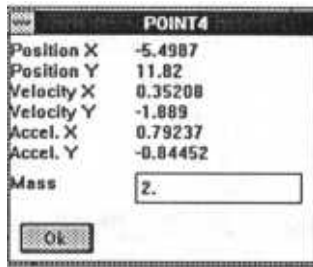 POINT4
Position X -5.4987
Position Y 11.82
Velocity X 0.35208
Velocity Y -1.889
Accel. X 0.79237
Accel. Y -0.84452
Mass 2.
Ok